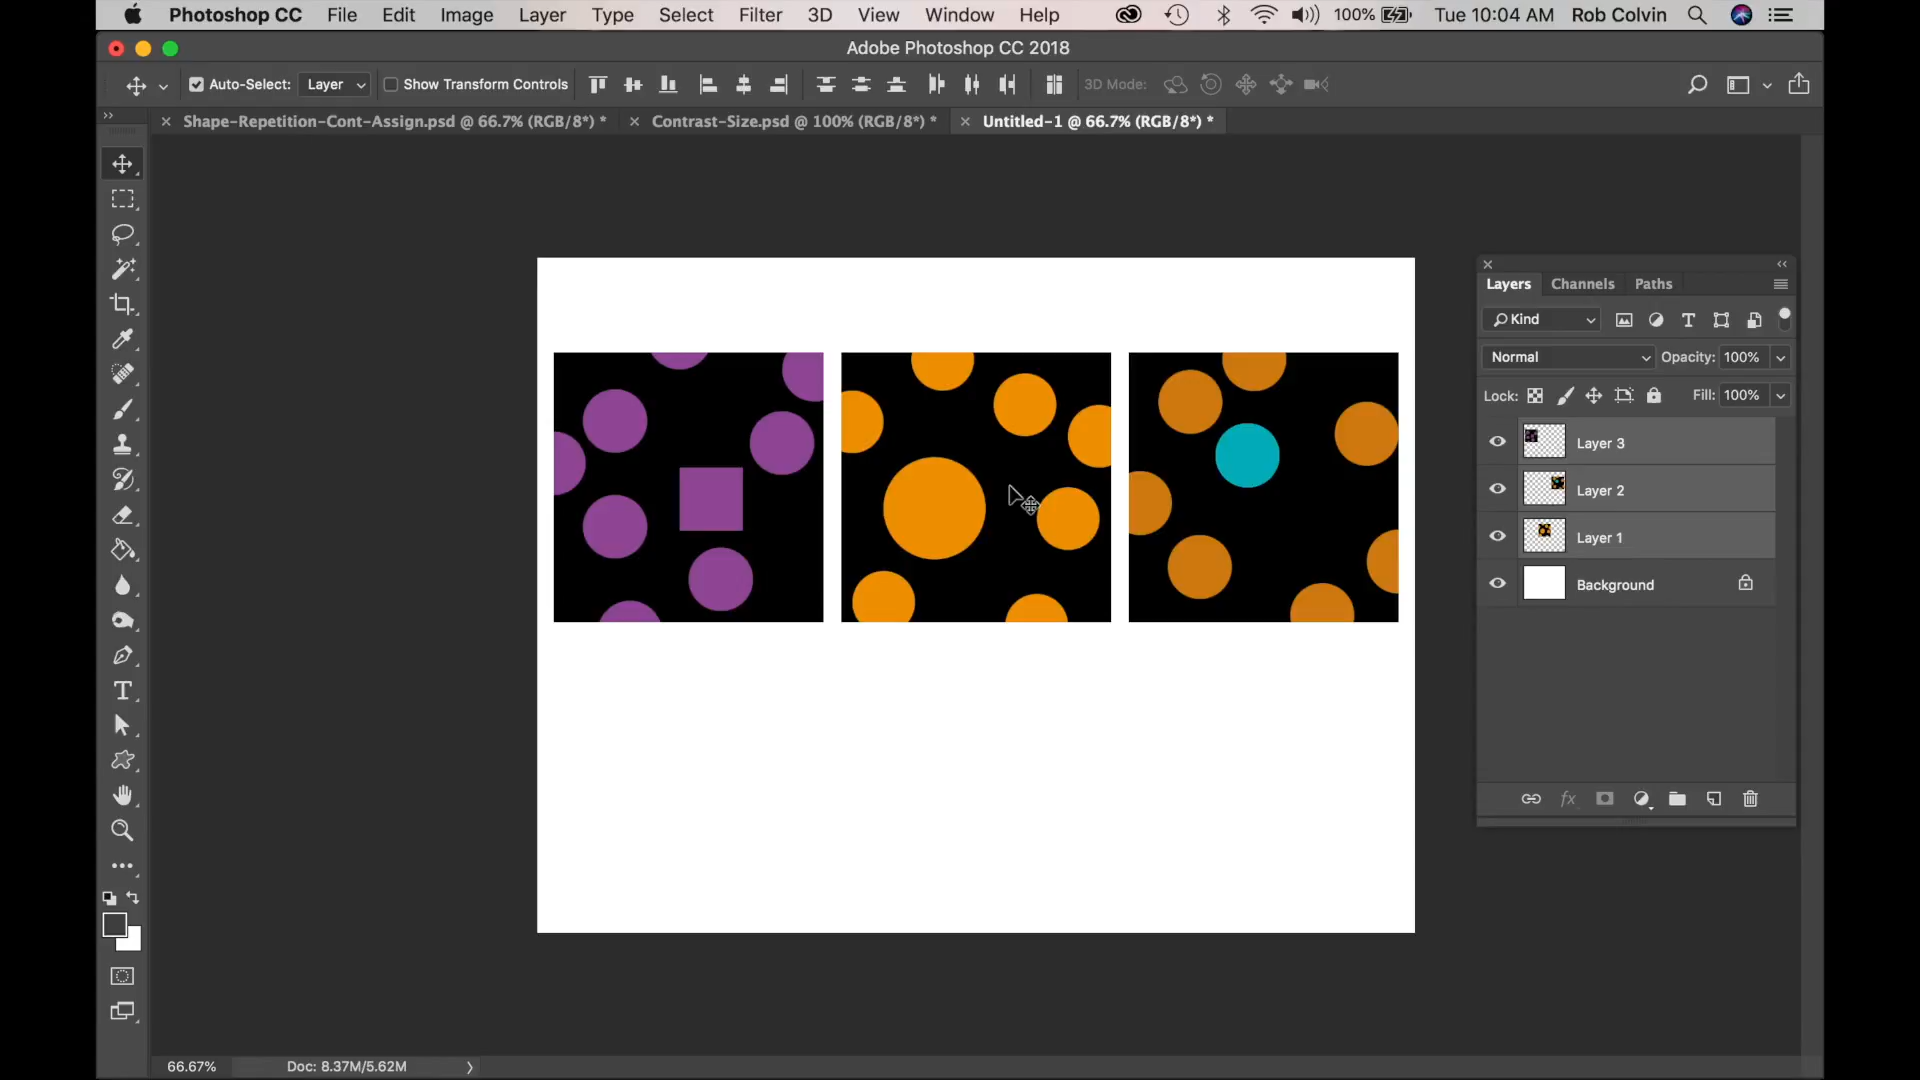 Photoshop CC File Edit Image Layer Type Select Filter 3D View Window Help 100% Tue 10:04 AM Rob Colvin
Adobe Photoshop CC 2018
Auto-Select: Layer Show Transform Controls 3D Mode:
Shape-Repetition-Cont-Assign.psd @ 66.7% (RGB/8*) * Contrast-Size.psd @ 100% (RGB/8*) * Untitled-1 @ 66.7% (RGB/8*) *
Layers Channels Paths
Kind
Normal Opacity: 100%
Lock: Fill: 100%
Layer 3
Layer 2
Layer 1
Background
fx
66.67% Doc: 8.37M/5.62M